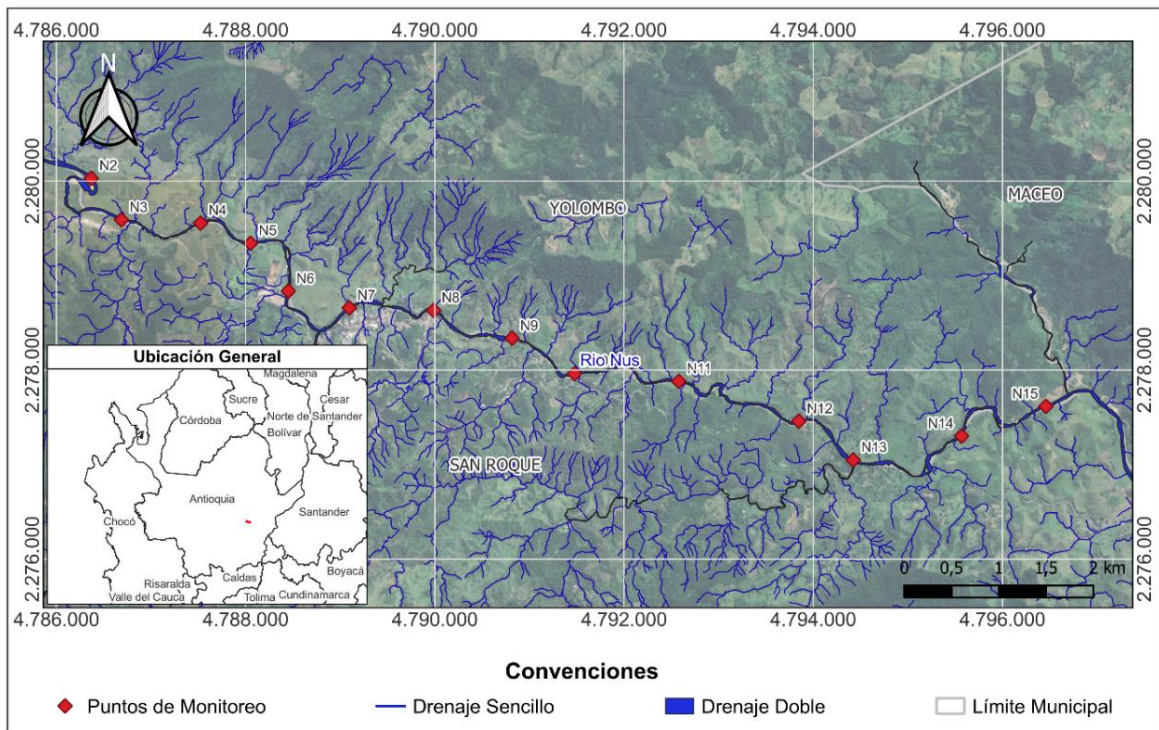 4.786.000 4.788.000 4.790.000 4.792.000 4.794.000 4.796.000
N
2.280.000 2.280.000
N2
N3
N4
N5
N6
N7
N8
N9
N11
N12
N13
N14
N15
YOLOMBO
MACEO
Rio Nus
SAN ROQUE
2.278.000 2.278.000
2.276.000 2.276.000
Ubicación General
Magdalena
Sucre
Cesar
Córdoba
Norte de
Santander
Bolívar
Antioquia
Santander
Chocó
Boyacá
Caldas
Risaralda
Cundinamarca
Valle del Cauca
Tolima
0 0,5 1 1,5 2 km
4.786.000 4.788.000 4.790.000 4.792.000 4.794.000 4.796.000
Convenciones
Puntos de Monitoreo
Drenaje Sencillo
Drenaje Doble
Límite Municipal